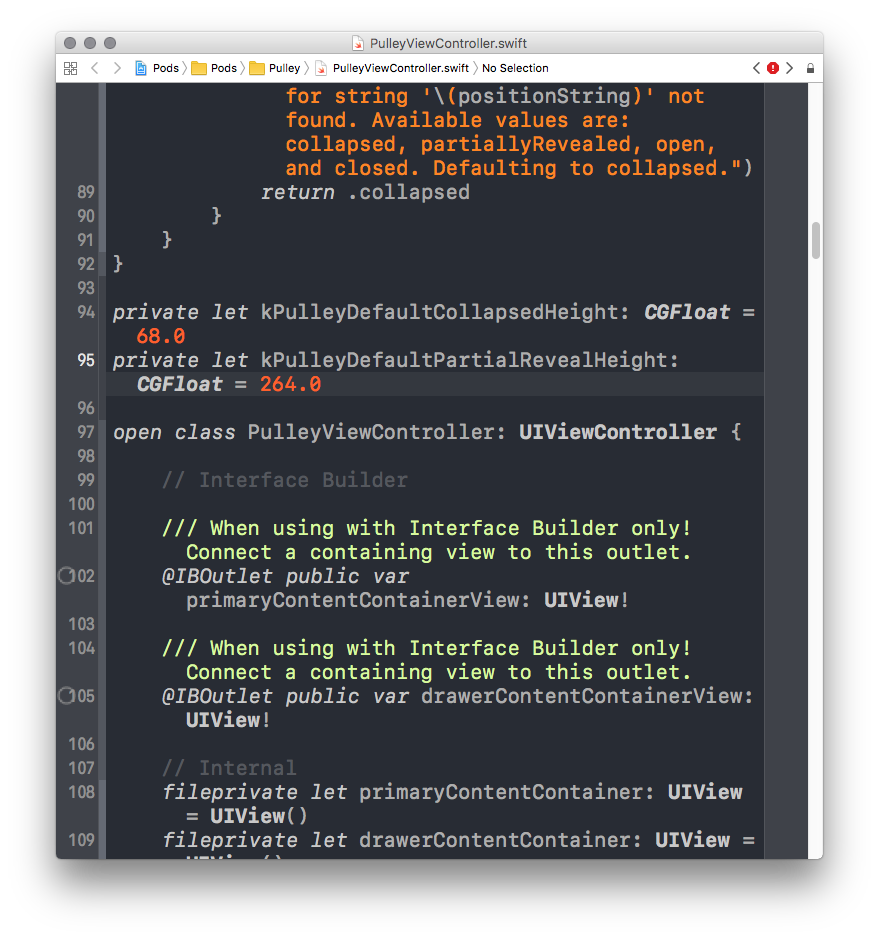 PulleyViewController.swift
Pods Pods Pulley PulleyViewController.swift No Selection
for string '\(positionString)' not
found. Available values are:
collapsed, partiallyRevealed, open,
and closed. Defaulting to collapsed.")
89 return .collapsed
90 }
91 }
92 }
93
94 private let kPulleyDefaultCollapsedHeight: CGFloat =
68.0
95 private let kPulleyDefaultPartialRevealHeight:
CGFloat = 264.0
96
97 open class PulleyViewController: UIViewController {
98
99 // Interface Builder
100
101 /// When using with Interface Builder only!
Connect a containing view to this outlet.
102 @IBOutlet public var
primaryContentContainerView: UIView!
103
104 /// When using with Interface Builder only!
Connect a containing view to this outlet.
105 @IBOutlet public var drawerContentContainerView:
UIView!
106
107 // Internal
108 fileprivate let primaryContentContainer: UIView
= UIView()
109 fileprivate let drawerContentContainer: UIView =